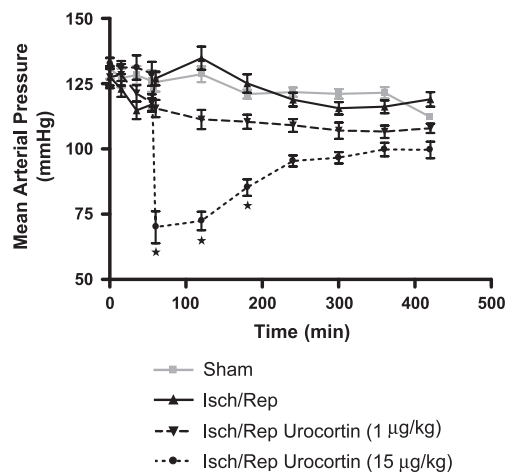 150
125
100
75
50
Mean Arterial Pressure
(mmHg)
0 100 200 300 400 500
Time (min)
Sham
Isch/Rep
Isch/Rep Urocortin (1 µg/kg)
Isch/Rep Urocortin (15 µg/kg)